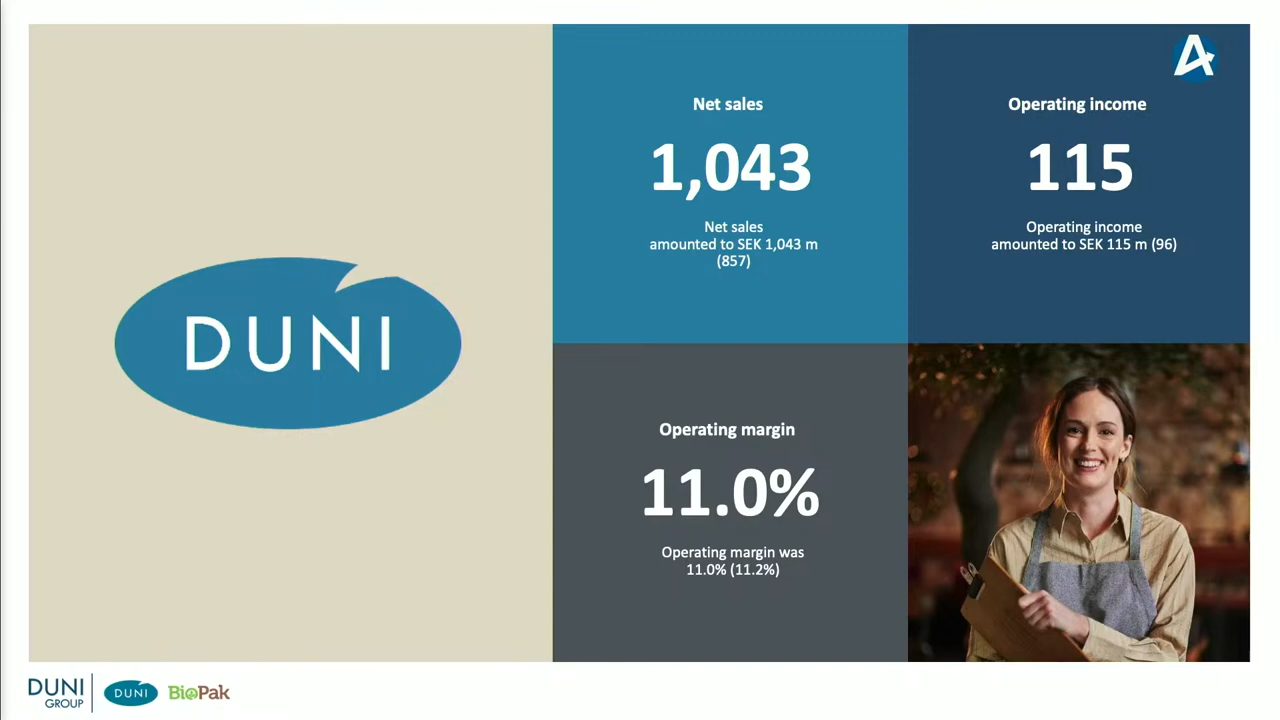 DUNI
Net sales
1,043
Net sales
amounted to SEK 1,043 m
(857)
Operating income
115
Operating income
amounted to SEK 115 m (96)
Operating margin
11.0%
Operating margin was
11.0% (11.2%)
DUNI
GROUP
DUNI
BioPak